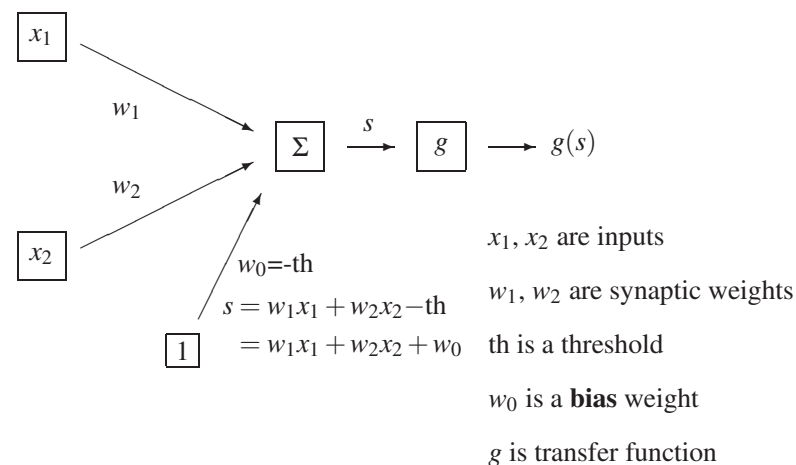 x₁
w₁
Σ
s
g
g(s)
w₂
x₂
w₀=-th
s = w₁x₁ + w₂x₂−th
= w₁x₁ + w₂x₂ + w₀
1
x₁, x₂ are inputs
w₁, w₂ are synaptic weights
th is a threshold
w₀ is a bias weight
g is transfer function